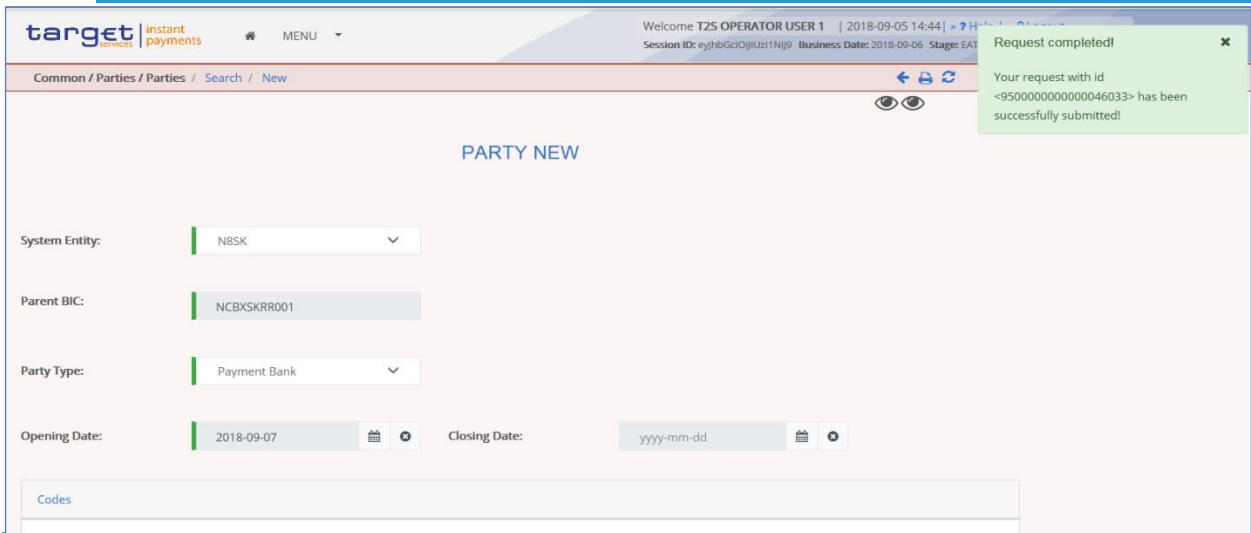 target services | instant payments
MENU
Welcome T2S OPERATOR USER 1 | 2018-09-05 14:44 | » ?
Session ID: Business Date: 2018-09-06 Stage: EAT
Request completed!
Your request with id
<9500000000000046033> has been
successfully submitted!
Common / Parties / Parties / Search / New
PARTY NEW
System Entity: N8SK
Parent BIC: NCBXSKRR001
Party Type: Payment Bank
Opening Date: 2018-09-07 Closing Date: yyyy-mm-dd
Codes